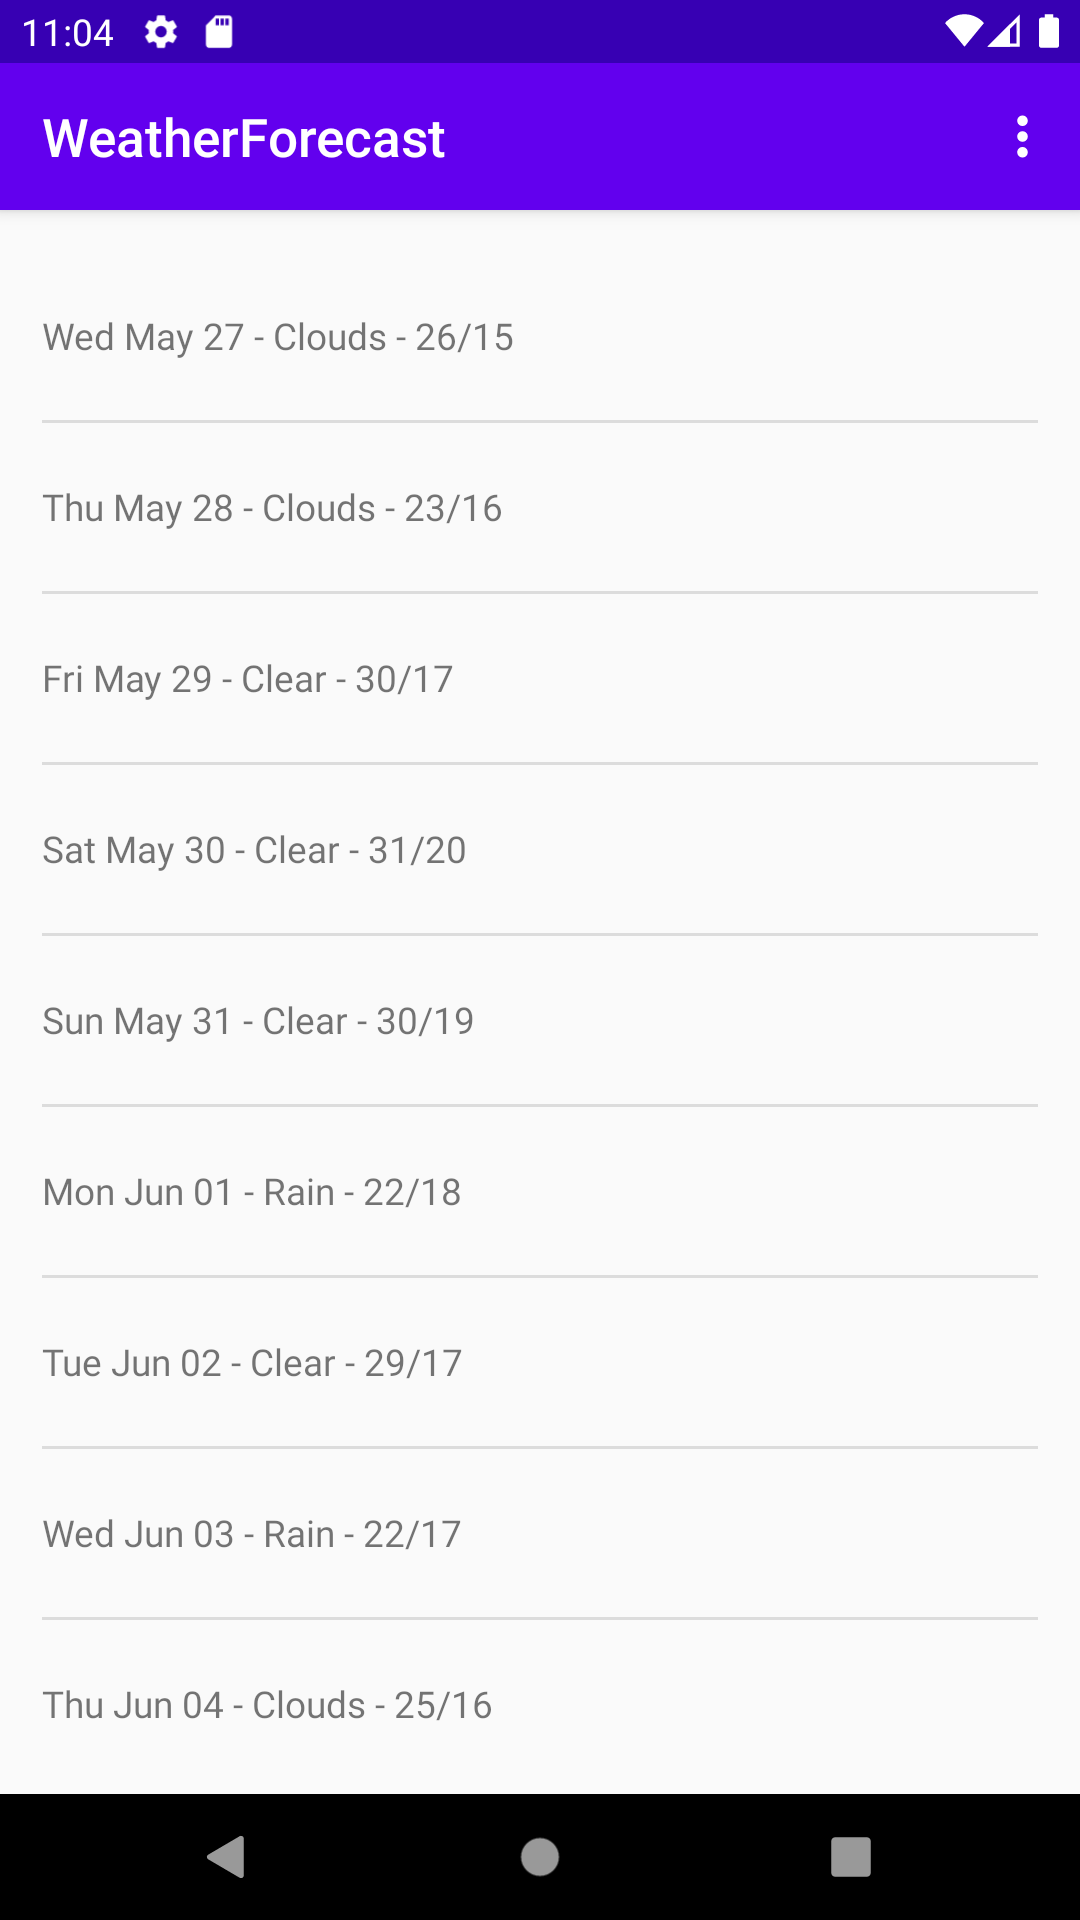 11:04
WeatherForecast
Wed May 27 - Clouds - 26/15
Thu May 28 - Clouds - 23/16
Fri May 29 - Clear - 30/17
Sat May 30 - Clear - 31/20
Sun May 31 - Clear - 30/19
Mon Jun 01 - Rain - 22/18
Tue Jun 02 - Clear - 29/17
Wed Jun 03 - Rain - 22/17
Thu Jun 04 - Clouds - 25/16